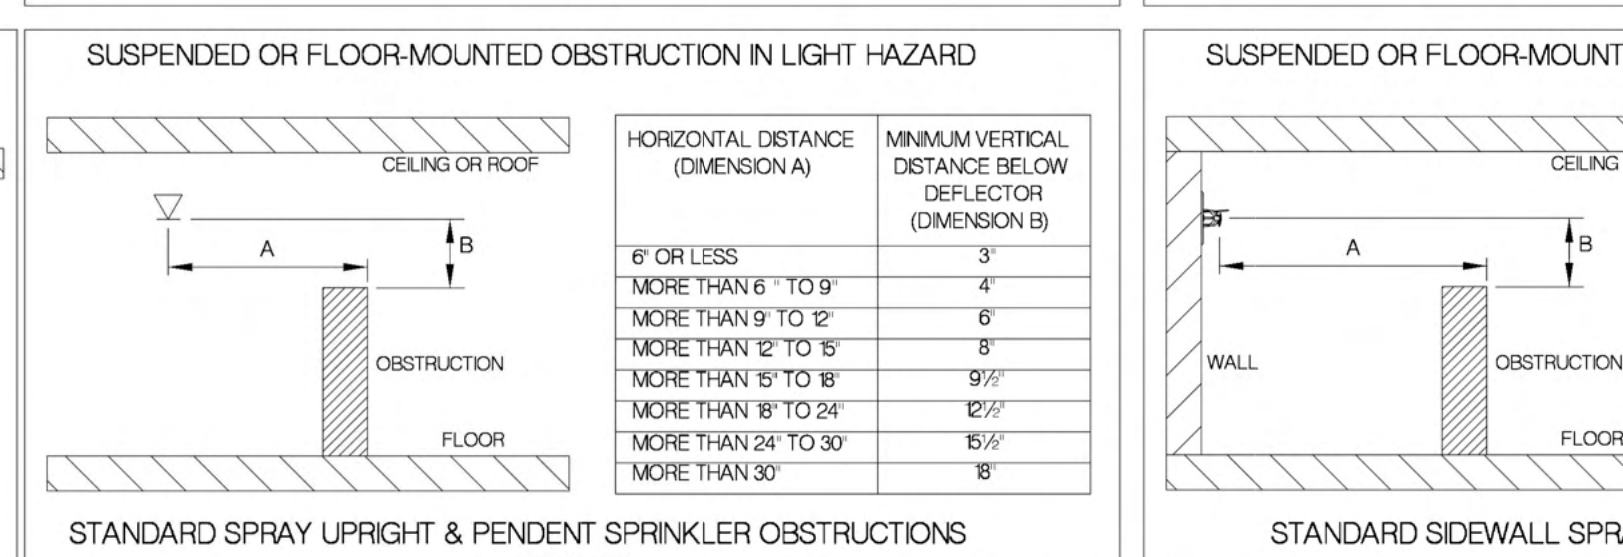 SUSPENDED OR FLOOR-MOUNTED OBSTRUCTION IN LIGHT HAZARD
CEILING OR ROOF
A
B
OBSTRUCTION
FLOOR
HORIZONTAL DISTANCE
(DIMENSION A)
MINIMUM VERTICAL
DISTANCE BELOW
DEFLECTOR
(DIMENSION B)
6" OR LESS 3"
MORE THAN 6 " TO 9" 4"
MORE THAN 9" TO 12" 6"
MORE THAN 12" TO 15" 8"
MORE THAN 15" TO 18" 9½"
MORE THAN 18" TO 24" 12½"
MORE THAN 24" TO 30" 15½"
MORE THAN 30" 18"
STANDARD SPRAY UPRIGHT & PENDENT SPRINKLER OBSTRUCTIONS
SUSPENDED OR FLOOR-MOUNT
CEILING
A
B
WALL
OBSTRUCTION
FLOOR
STANDARD SIDEWALL SPR